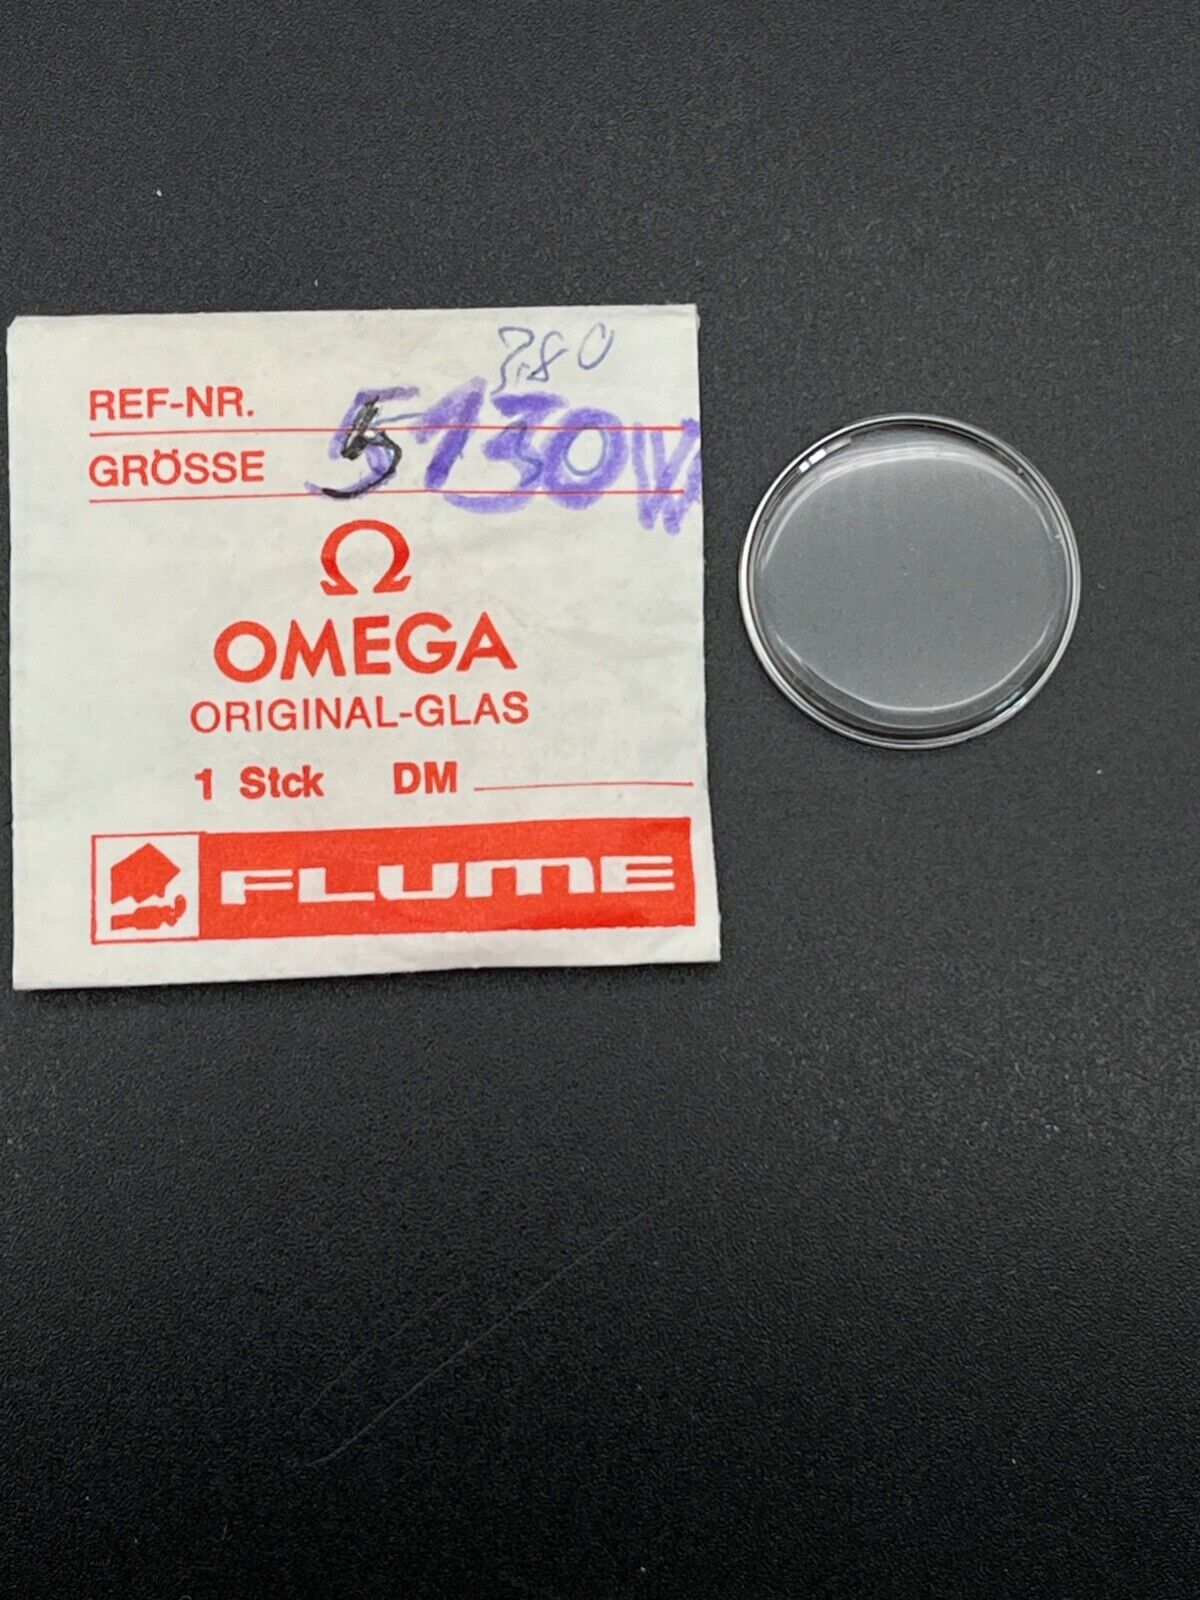 7.80
REF-NR. 5130W
GRÖSSE
Ω
OMEGA
ORIGINAL-GLAS
1 Stck DM
FLUME